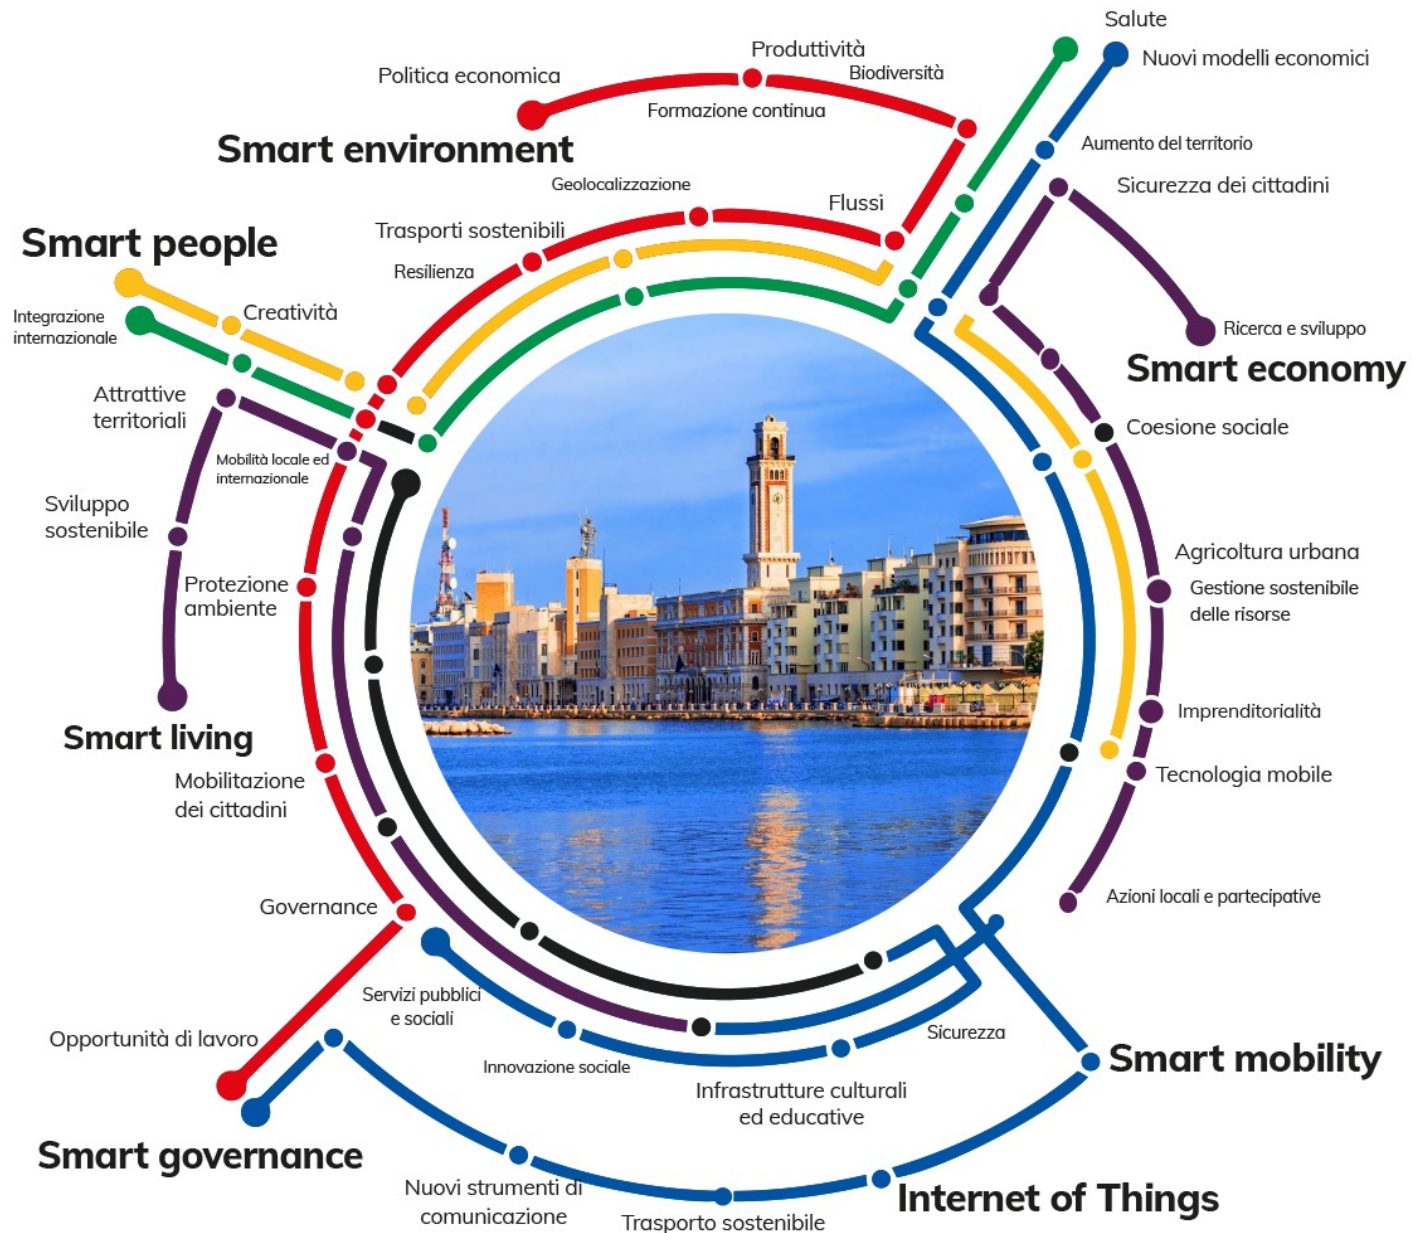 Salute
Produttività
Nuovi modelli economici
Politica economica
Biodiversità
Formazione continua
Smart environment
Aumento del territorio
Geolocalizzazione
Sicurezza dei cittadini
Flussi
Trasporti sostenibili
Smart people
Resilienza
Creatività
Integrazione
internazionale
Ricerca e sviluppo
Smart economy
Attrattive
territoriali
Coesione sociale
Mobilità locale ed
internazionale
Sviluppo
sostenibile
Agricoltura urbana
Protezione
ambiente
Gestione sostenibile
delle risorse
Imprenditorialità
Smart living
Tecnologia mobile
Mobilitazione
dei cittadini
Azioni locali e partecipative
Governance
Servizi pubblici
e sociali
Sicurezza
Opportunità di lavoro
Innovazione sociale
Smart mobility
Infrastrutture culturali
ed educative
Smart governance
Nuovi strumenti di
comunicazione
Internet of Things
Trasporto sostenibile